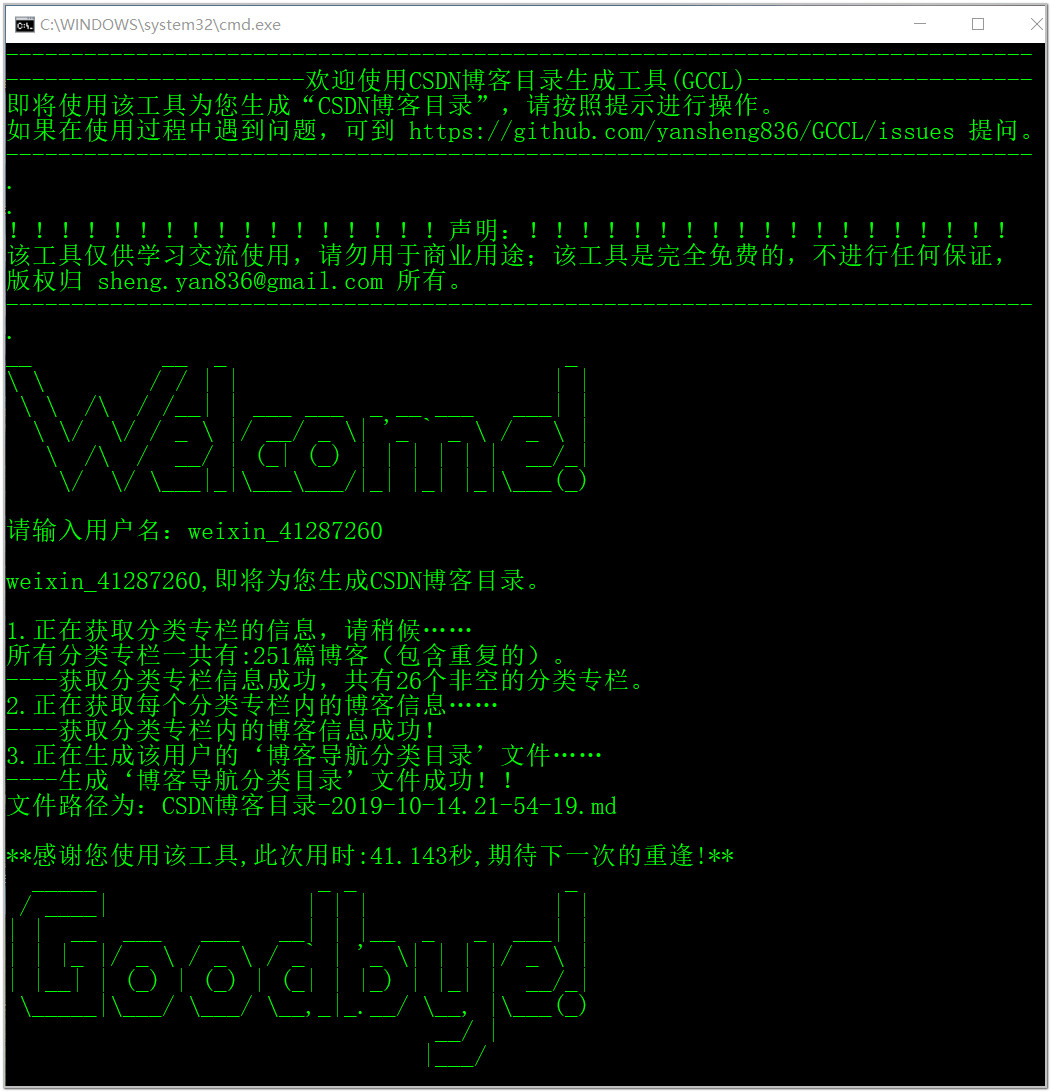 C:\WINDOWS\system32\cmd.exe
-------------------------------------------------------------------------------
-----------------------欢迎使用CSDN博客目录生成工具(GCCL)----------------------
即将使用该工具为您生成“CSDN博客目录”，请按照提示进行操作。
如果在使用过程中遇到问题，可到 https://github.com/yansheng836/GCCL/issues 提问。
-------------------------------------------------------------------------------
.
.
！！！！！！！！！！！！！！！！！声明：！！！！！！！！！！！！！！！！！！！
该工具仅供学习交流使用，请勿用于商业用途；该工具是完全免费的，不进行任何保证，
版权归 sheng.yan836@gmail.com 所有。
-------------------------------------------------------------------------------
.
Welcome!
请输入用户名：weixin_41287260
weixin_41287260,即将为您生成CSDN博客目录。
1.正在获取分类专栏的信息，请稍候……
所有分类专栏一共有:251篇博客（包含重复的）。
----获取分类专栏信息成功，共有26个非空的分类专栏。
2.正在获取每个分类专栏内的博客信息……
----获取分类专栏内的博客信息成功！
3.正在生成该用户的‘博客导航分类目录’文件……
----生成‘博客导航分类目录’文件成功！！
文件路径为：CSDN博客目录-2019-10-14.21-54-19.md
**感谢您使用该工具,此次用时:41.143秒,期待下一次的重逢!**
Goodbye!